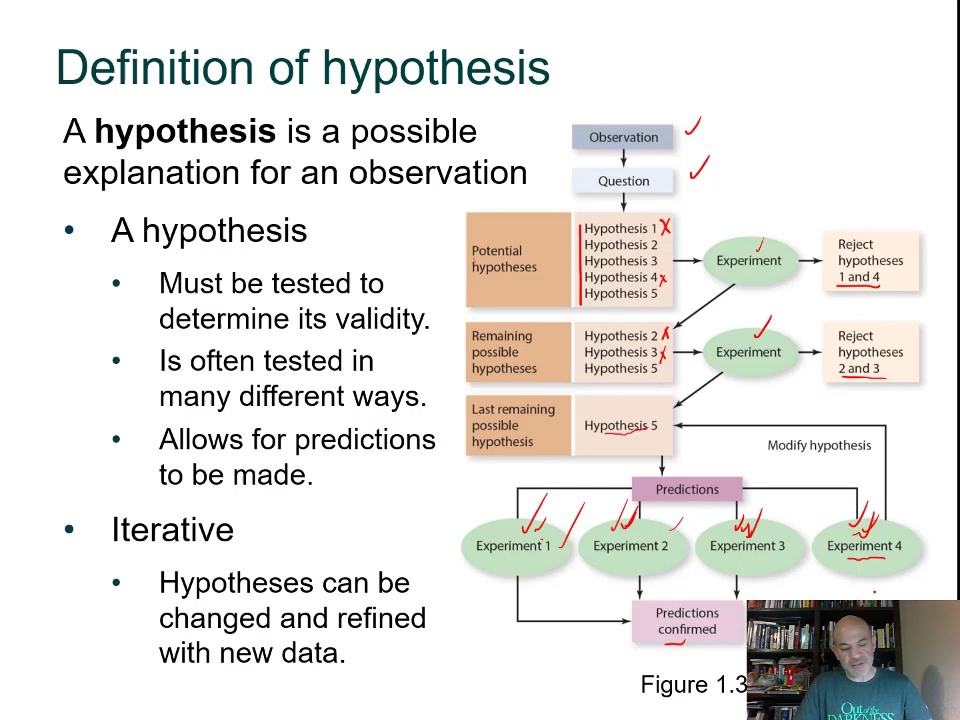 Definition of hypothesis
A hypothesis is a possible
explanation for an observation
• A hypothesis
• Must be tested to
determine its validity.
• Is often tested in
many different ways.
• Allows for predictions
to be made.
• Iterative
• Hypotheses can be
changed and refined
with new data.
Observation
Question
Potential
hypotheses
Hypothesis 1
Hypothesis 2
Hypothesis 3
Hypothesis 4
Hypothesis 5
Experiment
Reject
hypotheses
1 and 4
Remaining
possible
hypotheses
Hypothesis 2
Hypothesis 3
Hypothesis 5
Experiment
Reject
hypotheses
2 and 3
Last remaining
possible
hypothesis
Hypothesis 5
Modify hypothesis
Predictions
Experiment 1
Experiment 2
Experiment 3
Experiment 4
Predictions
confirmed
Figure 1.3
Out of the
DARKNESS